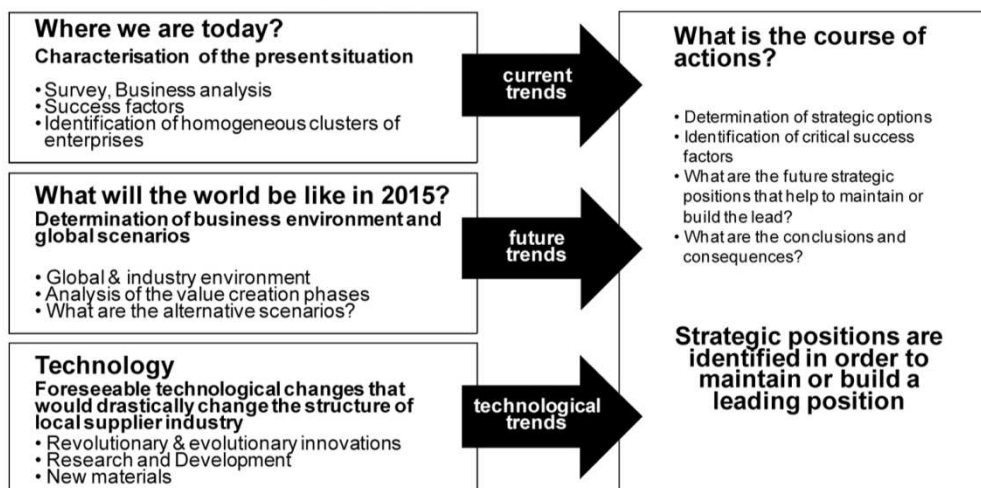 Where we are today?
Characterisation of the present situation
• Survey, Business analysis
• Success factors
• Identification of homogeneous clusters of
enterprises
current
trends
What will the world be like in 2015?
Determination of business environment and
global scenarios
• Global & industry environment
• Analysis of the value creation phases
• What are the alternative scenarios?
future
trends
Technology
Foreseeable technological changes that
would drastically change the structure of
local supplier industry
• Revolutionary & evolutionary innovations
• Research and Development
• New materials
technological
trends
What is the course of
actions?
• Determination of strategic options
• Identification of critical success
factors
• What are the future strategic
positions that help to maintain or
build the lead?
• What are the conclusions and
consequences?
Strategic positions are
identified in order to
maintain or build a
leading position